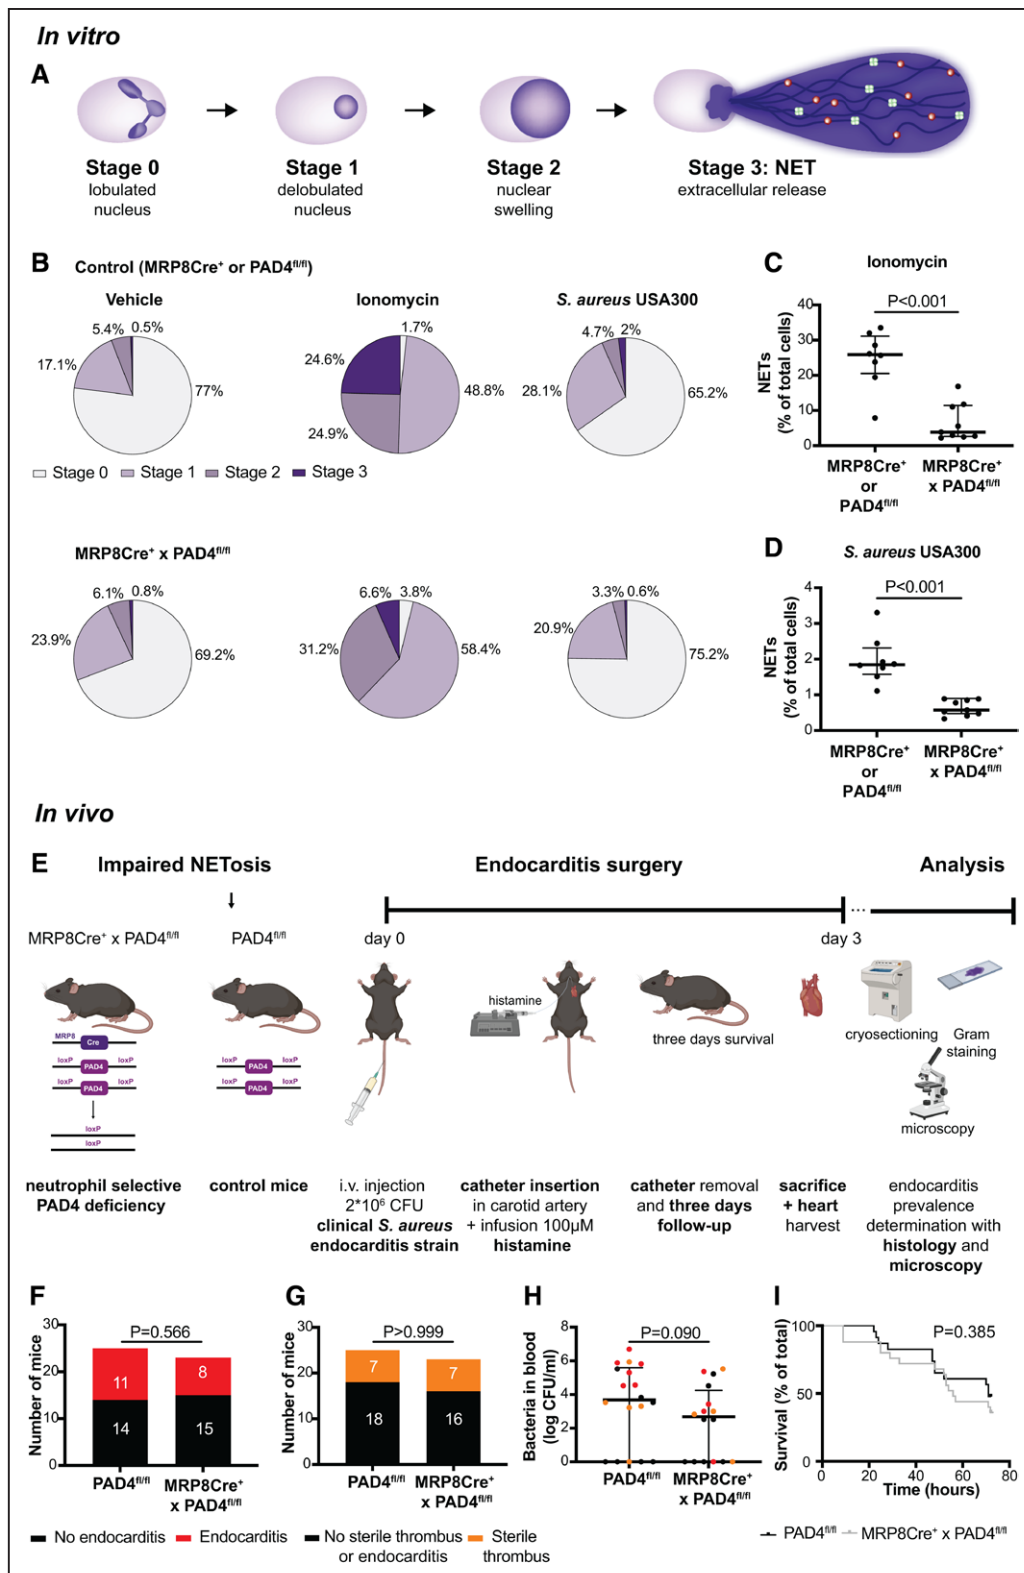 In vitro
A
Stage 0
lobulated
nucleus
Stage 1
delobulated
nucleus
Stage 2
nuclear
swelling
Stage 3: NET
extracellular release
B
Control (MRP8Cre⁺ or PAD4fl/fl)
Vehicle
5.4% 0.5%
17.1%
77%
Ionomycin
1.7%
24.6%
48.8%
24.9%
S. aureus USA300
4.7% 2%
28.1%
65.2%
Stage 0 Stage 1 Stage 2 Stage 3
MRP8Cre⁺ x PAD4fl/fl
6.1% 0.8%
23.9%
69.2%
6.6% 3.8%
31.2%
58.4%
3.3% 0.6%
20.9%
75.2%
C
Ionomycin
P<0.001
NETs
(% of total cells)
40
30
20
10
0
MRP8Cre⁺
or
PAD4fl/fl
MRP8Cre⁺
x PAD4fl/fl
D
S. aureus USA300
P<0.001
NETs
(% of total cells)
4
3
2
1
0
MRP8Cre⁺
or
PAD4fl/fl
MRP8Cre⁺
x PAD4fl/fl
In vivo
E
Impaired NETosis
Endocarditis surgery
Analysis
MRP8Cre⁺ x PAD4fl/fl
PAD4fl/fl
day 0
day 3
...
MRP8
Cre
loxP PAD4 loxP
PAD4
loxP
loxP
loxP PAD4 loxP
loxP PAD4 loxP
histamine
three days survival
cryosectioning
Gram
staining
microscopy
neutrophil selective
PAD4 deficiency
control mice
i.v. injection
2*10⁶ CFU
clinical S. aureus
endocarditis strain
catheter insertion
in carotid artery
+ infusion 100µM
histamine
catheter removal
and three days
follow-up
sacrifice
+ heart
harvest
endocarditis
prevalence
determination with
histology and
microscopy
F
Number of mice
30
20
10
0
P=0.566
11
14
8
15
PAD4fl/fl
MRP8Cre⁺
x PAD4fl/fl
No endocarditis Endocarditis
G
Number of mice
30
20
10
0
P>0.999
7
18
7
16
PAD4fl/fl
MRP8Cre⁺
x PAD4fl/fl
No sterile thrombus
or endocarditis
Sterile
thrombus
H
Bacteria in blood
(log CFU/ml)
8
6
4
2
0
P=0.090
PAD4fl/fl
MRP8Cre⁺
x PAD4fl/fl
I
Survival (% of total)
100
50
0
P=0.385
0 20 40 60 80
Time (hours)
PAD4fl/fl MRP8Cre⁺ x PAD4fl/fl